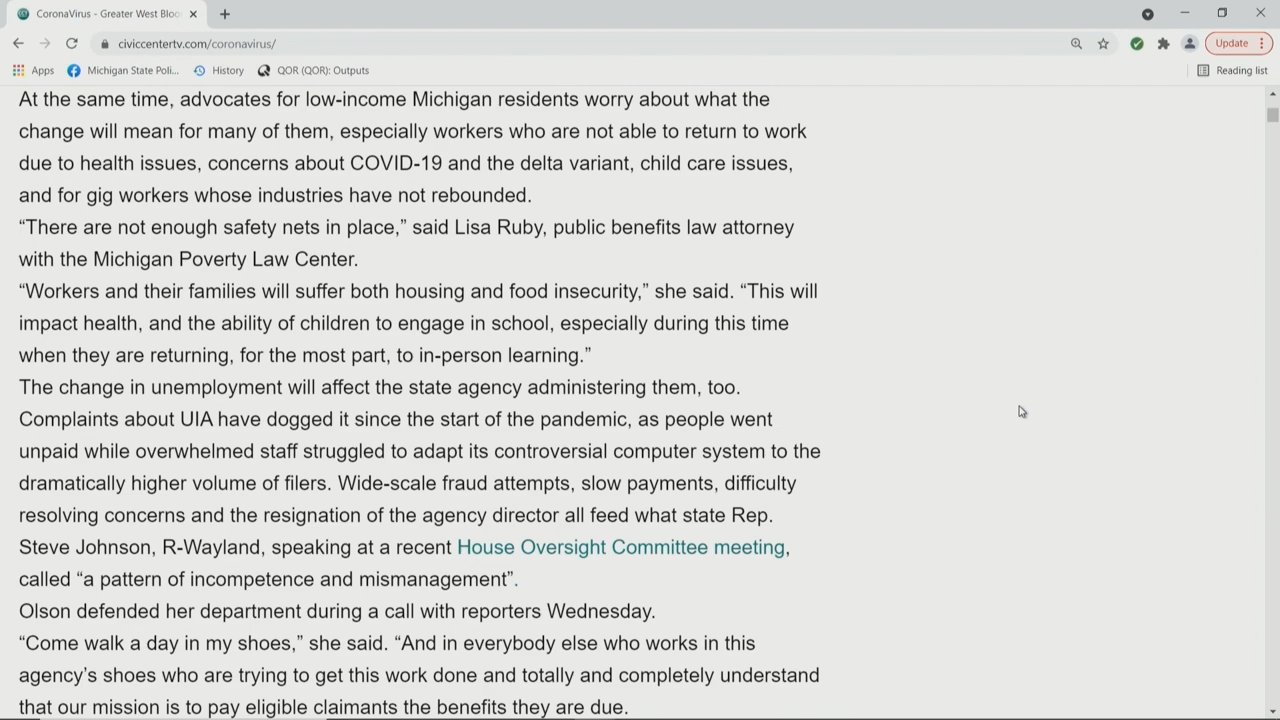 CoronaVirus - Greater West Bloo
civiccentertv.com/coronavirus/
Update
Apps
Michigan State Poli...
History
QOR (QOR): Outputs
Reading list
At the same time, advocates for low-income Michigan residents worry about what the
change will mean for many of them, especially workers who are not able to return to work
due to health issues, concerns about COVID-19 and the delta variant, child care issues,
and for gig workers whose industries have not rebounded.
“There are not enough safety nets in place,” said Lisa Ruby, public benefits law attorney
with the Michigan Poverty Law Center.
“Workers and their families will suffer both housing and food insecurity,” she said. “This will
impact health, and the ability of children to engage in school, especially during this time
when they are returning, for the most part, to in-person learning.”
The change in unemployment will affect the state agency administering them, too.
Complaints about UIA have dogged it since the start of the pandemic, as people went
unpaid while overwhelmed staff struggled to adapt its controversial computer system to the
dramatically higher volume of filers. Wide-scale fraud attempts, slow payments, difficulty
resolving concerns and the resignation of the agency director all feed what state Rep.
Steve Johnson, R-Wayland, speaking at a recent House Oversight Committee meeting,
called “a pattern of incompetence and mismanagement”.
Olson defended her department during a call with reporters Wednesday.
“Come walk a day in my shoes,” she said. “And in everybody else who works in this
agency’s shoes who are trying to get this work done and totally and completely understand
that our mission is to pay eligible claimants the benefits they are due.